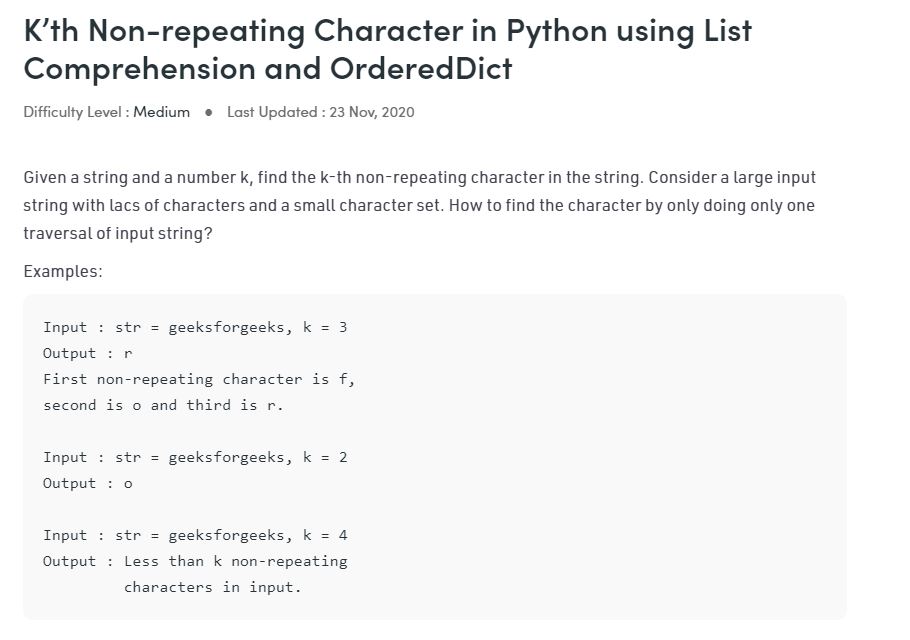 K’th Non-repeating Character in Python using List
Comprehension and OrderedDict
Difficulty Level : Medium ● Last Updated : 23 Nov, 2020
Given a string and a number k, find the k-th non-repeating character in the string. Consider a large input
string with lacs of characters and a small character set. How to find the character by only doing only one
traversal of input string?
Examples:
Input : str = geeksforgeeks, k = 3
Output : r
First non-repeating character is f,
second is o and third is r.
Input : str = geeksforgeeks, k = 2
Output : o
Input : str = geeksforgeeks, k = 4
Output : Less than k non-repeating
characters in input.